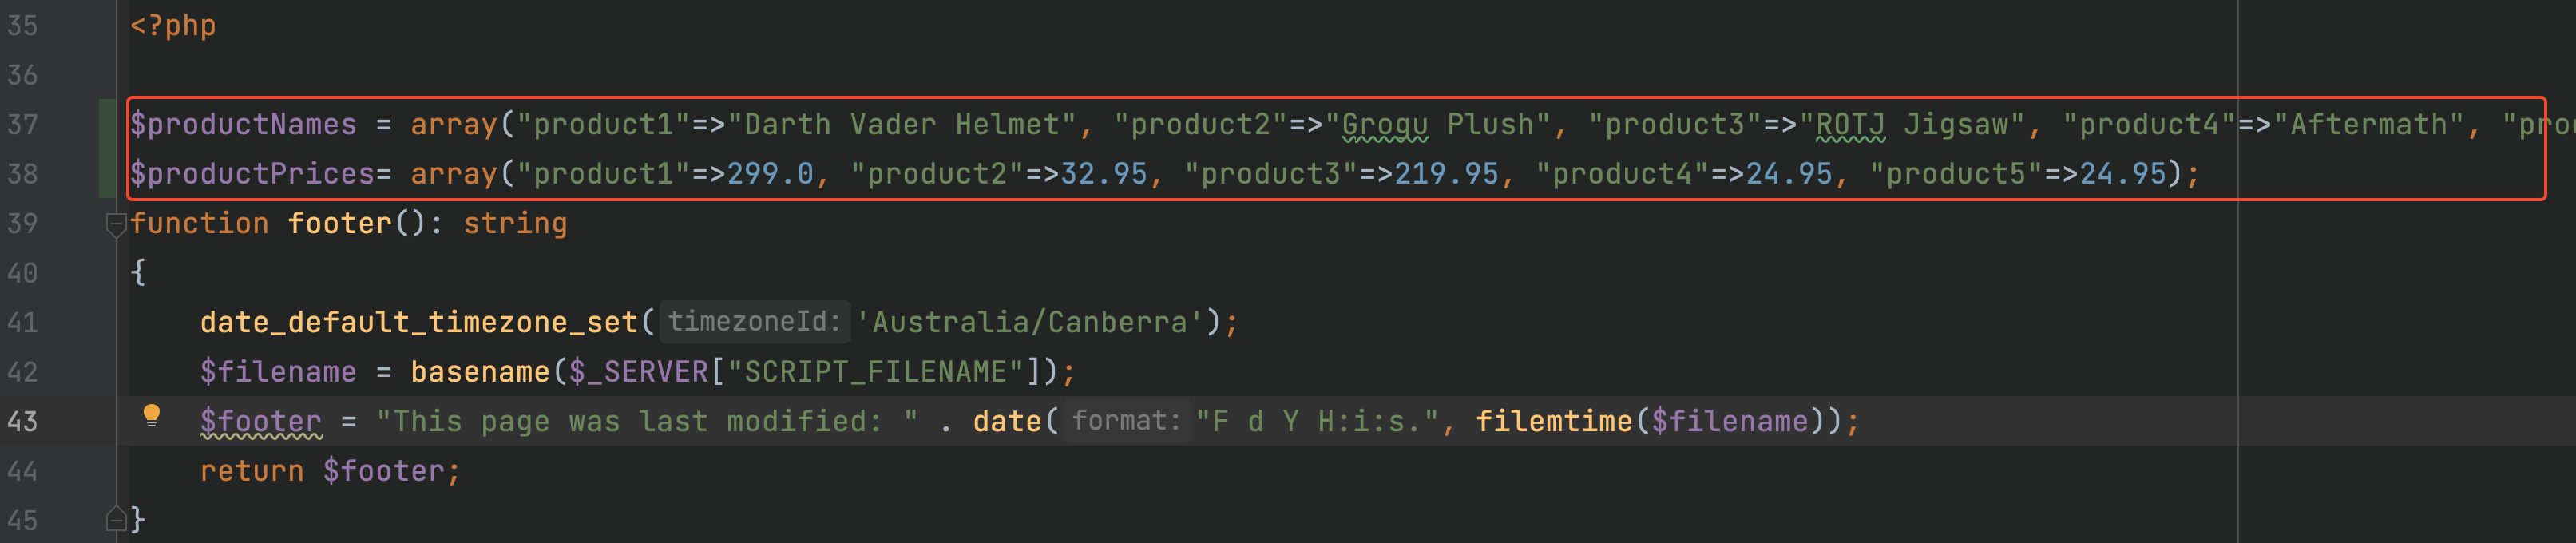 35 <?php
36
37 $productNames = array("product1"=>"Darth Vader Helmet", "product2"=>"Grogu Plush", "product3"=>"ROTJ Jigsaw", "product4"=>"Aftermath", "pro
38 $productPrices= array("product1"=>299.0, "product2"=>32.95, "product3"=>219.95, "product4"=>24.95, "product5"=>24.95);
39 function footer(): string
40 {
41 date_default_timezone_set( timezoneId: 'Australia/Canberra');
42 $filename = basename($_SERVER["SCRIPT_FILENAME"]);
43 $footer = "This page was last modified: " . date( format: "F d Y H:i:s.", filemtime($filename));
44 return $footer;
45 }